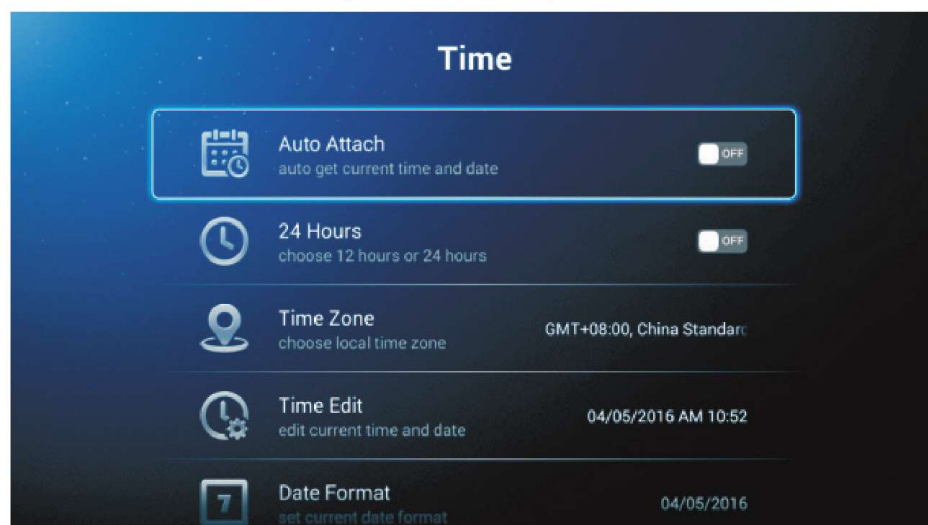 Time
Auto Attach
auto get current time and date
OFF
24 Hours
choose 12 hours or 24 hours
OFF
Time Zone
choose local time zone
GMT+08:00, China Standard
Time Edit
edit current time and date
04/05/2016 AM 10:52
7
Date Format
set current date format
04/05/2016